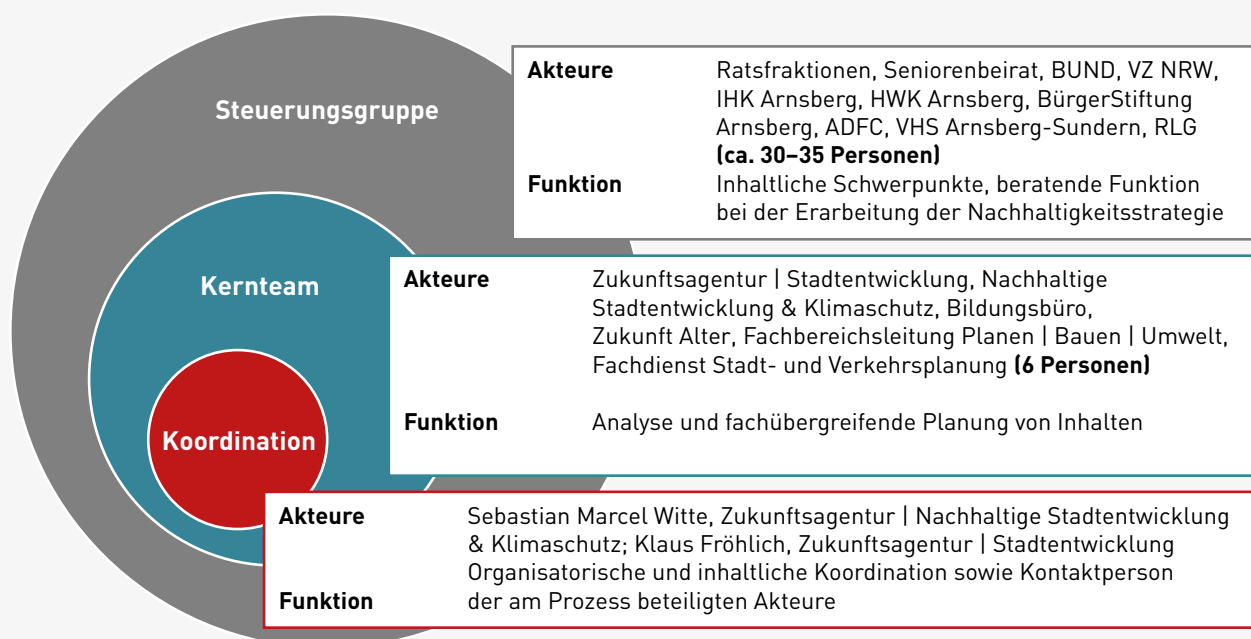 Steuerungsgruppe
Akteure Ratsfraktionen, Seniorenbeirat, BUND, VZ NRW,
IHK Arnsberg, HWK Arnsberg, BürgerStiftung
Arnsberg, ADFC, VHS Arnsberg-Sundern, RLG
(ca. 30–35 Personen)
Funktion Inhaltliche Schwerpunkte, beratende Funktion
bei der Erarbeitung der Nachhaltigkeitsstrategie
Kernteam
Akteure Zukunftsagentur | Stadtentwicklung, Nachhaltige
Stadtentwicklung & Klimaschutz, Bildungsbüro,
Zukunft Alter, Fachbereichsleitung Planen | Bauen | Umwelt,
Fachdienst Stadt- und Verkehrsplanung (6 Personen)
Funktion Analyse und fachübergreifende Planung von Inhalten
Koordination
Akteure Sebastian Marcel Witte, Zukunftsagentur | Nachhaltige Stadtentwicklung
& Klimaschutz; Klaus Fröhlich, Zukunftsagentur | Stadtentwicklung
Organisatorische und inhaltliche Koordination sowie Kontaktperson
Funktion der am Prozess beteiligten Akteure